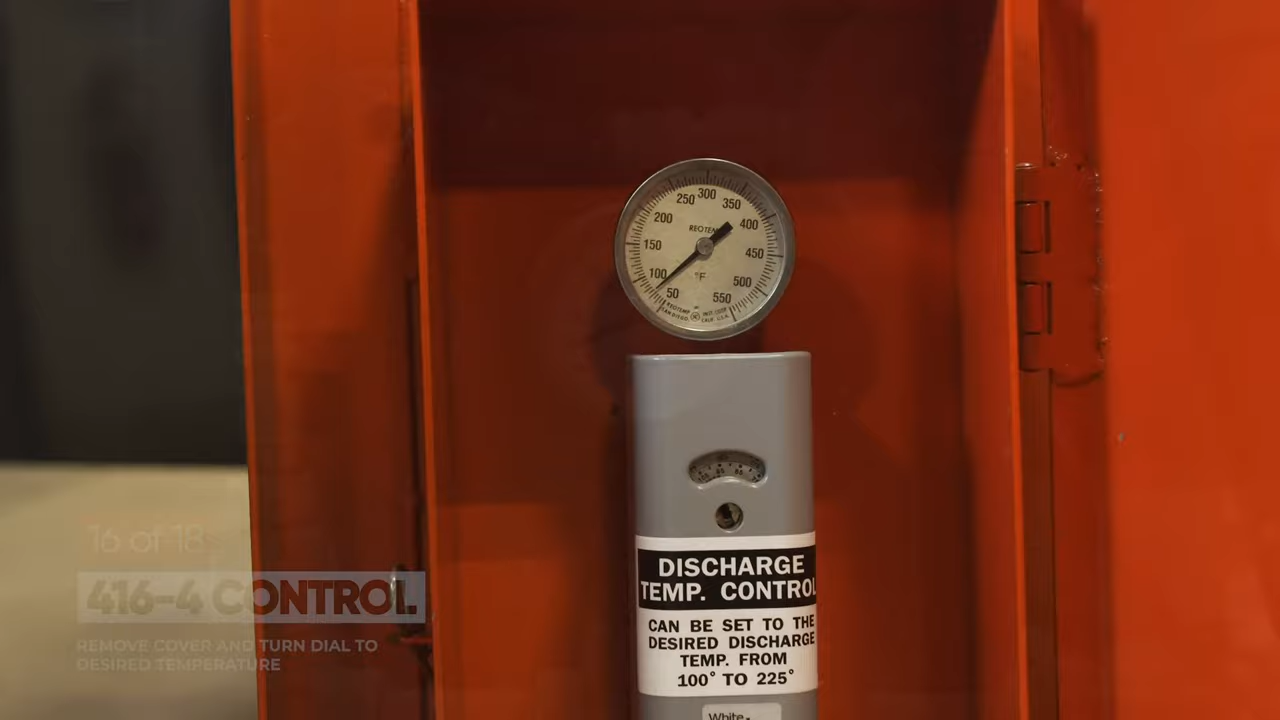 250 300 350
200 400
REOTEMP
150 450
100 °F 500
50 550
DISCHARGE
TEMP. CONTROL
CAN BE SET TO THE
DESIRED DISCHARGE
TEMP. FROM
100° TO 225°
White-
16 of 18
416-4 CONTROL
REMOVE COVER AND TURN DIAL TO
DESIRED TEMPERATURE